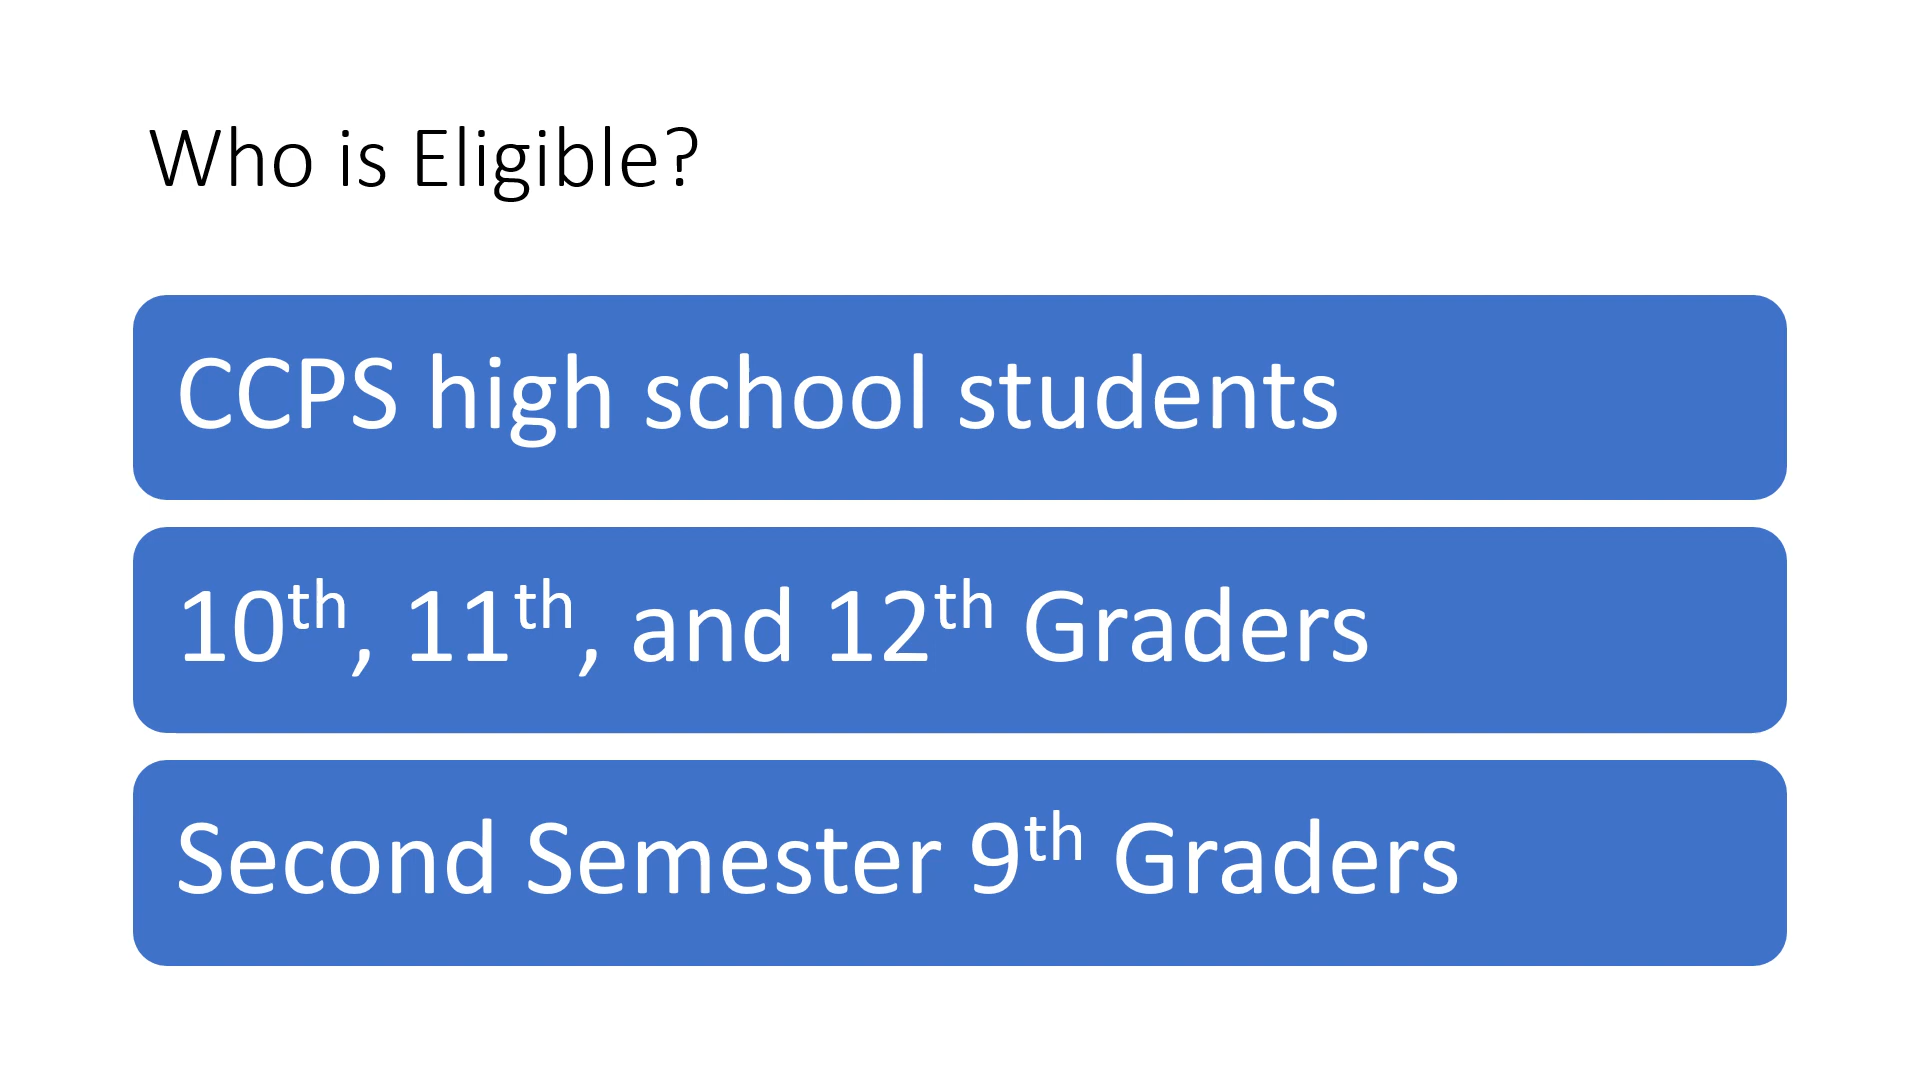 Who is Eligible?
CCPS high school students
10th, 11th, and 12th Graders
Second Semester 9th Graders